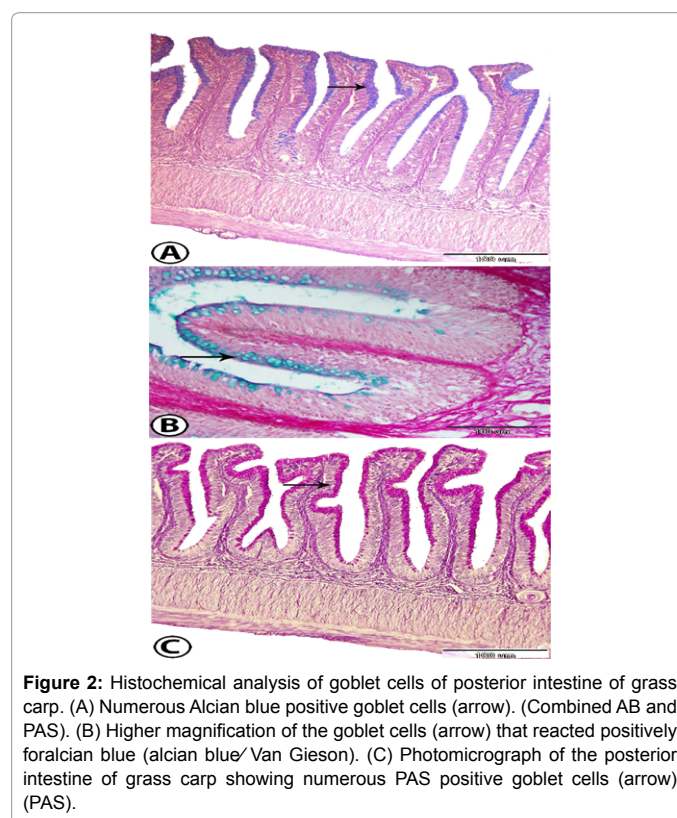 A
B
C
Figure 2: Histochemical analysis of goblet cells of posterior intestine of grass
carp. (A) Numerous Alcian blue positive goblet cells (arrow). (Combined AB and
PAS). (B) Higher magnification of the goblet cells (arrow) that reacted positively
foralcian blue (alcian blue⁄ Van Gieson). (C) Photomicrograph of the posterior
intestine of grass carp showing numerous PAS positive goblet cells (arrow)
(PAS).